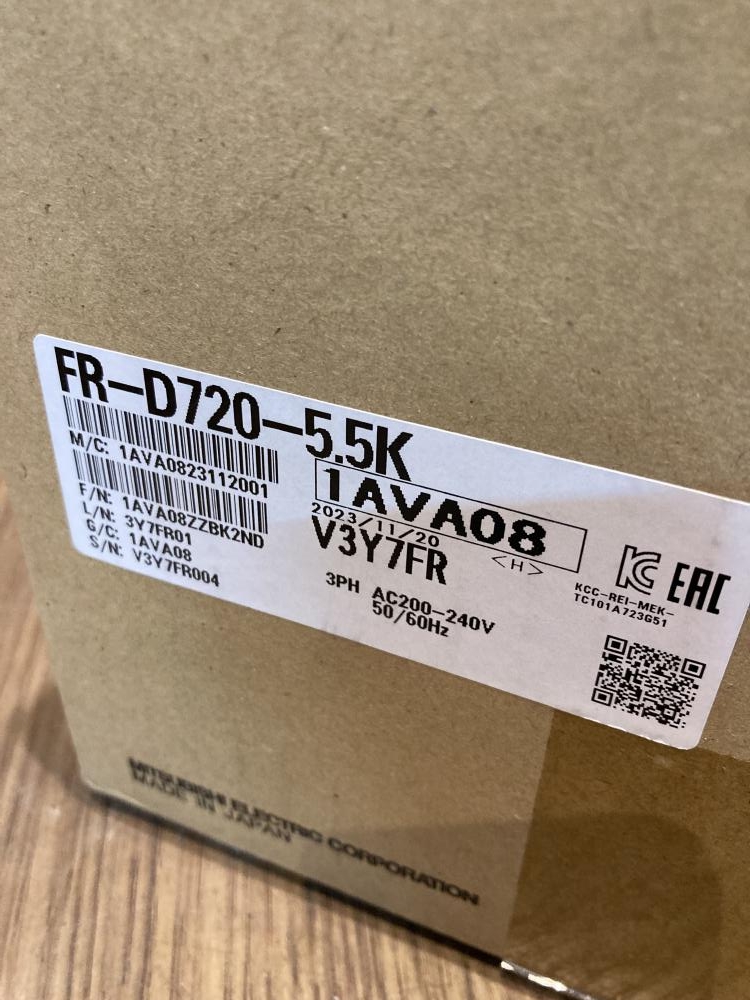 FR-D720-5.5K
M/C: 1AVA0823112001
F/N: 1AVA08ZZBK2ND
L/N: 3Y7FR01
G/C: 1AVA08
S/N: V3Y7FR004
1AVA08
2023/11/20
<H>
V3Y7FR
3PH AC200-240V
50/60Hz
KCC-REI-MEK-
TC101A723G51
EAC
MITSUBISHI ELECTRIC CORPORATION
MADE IN JAPAN